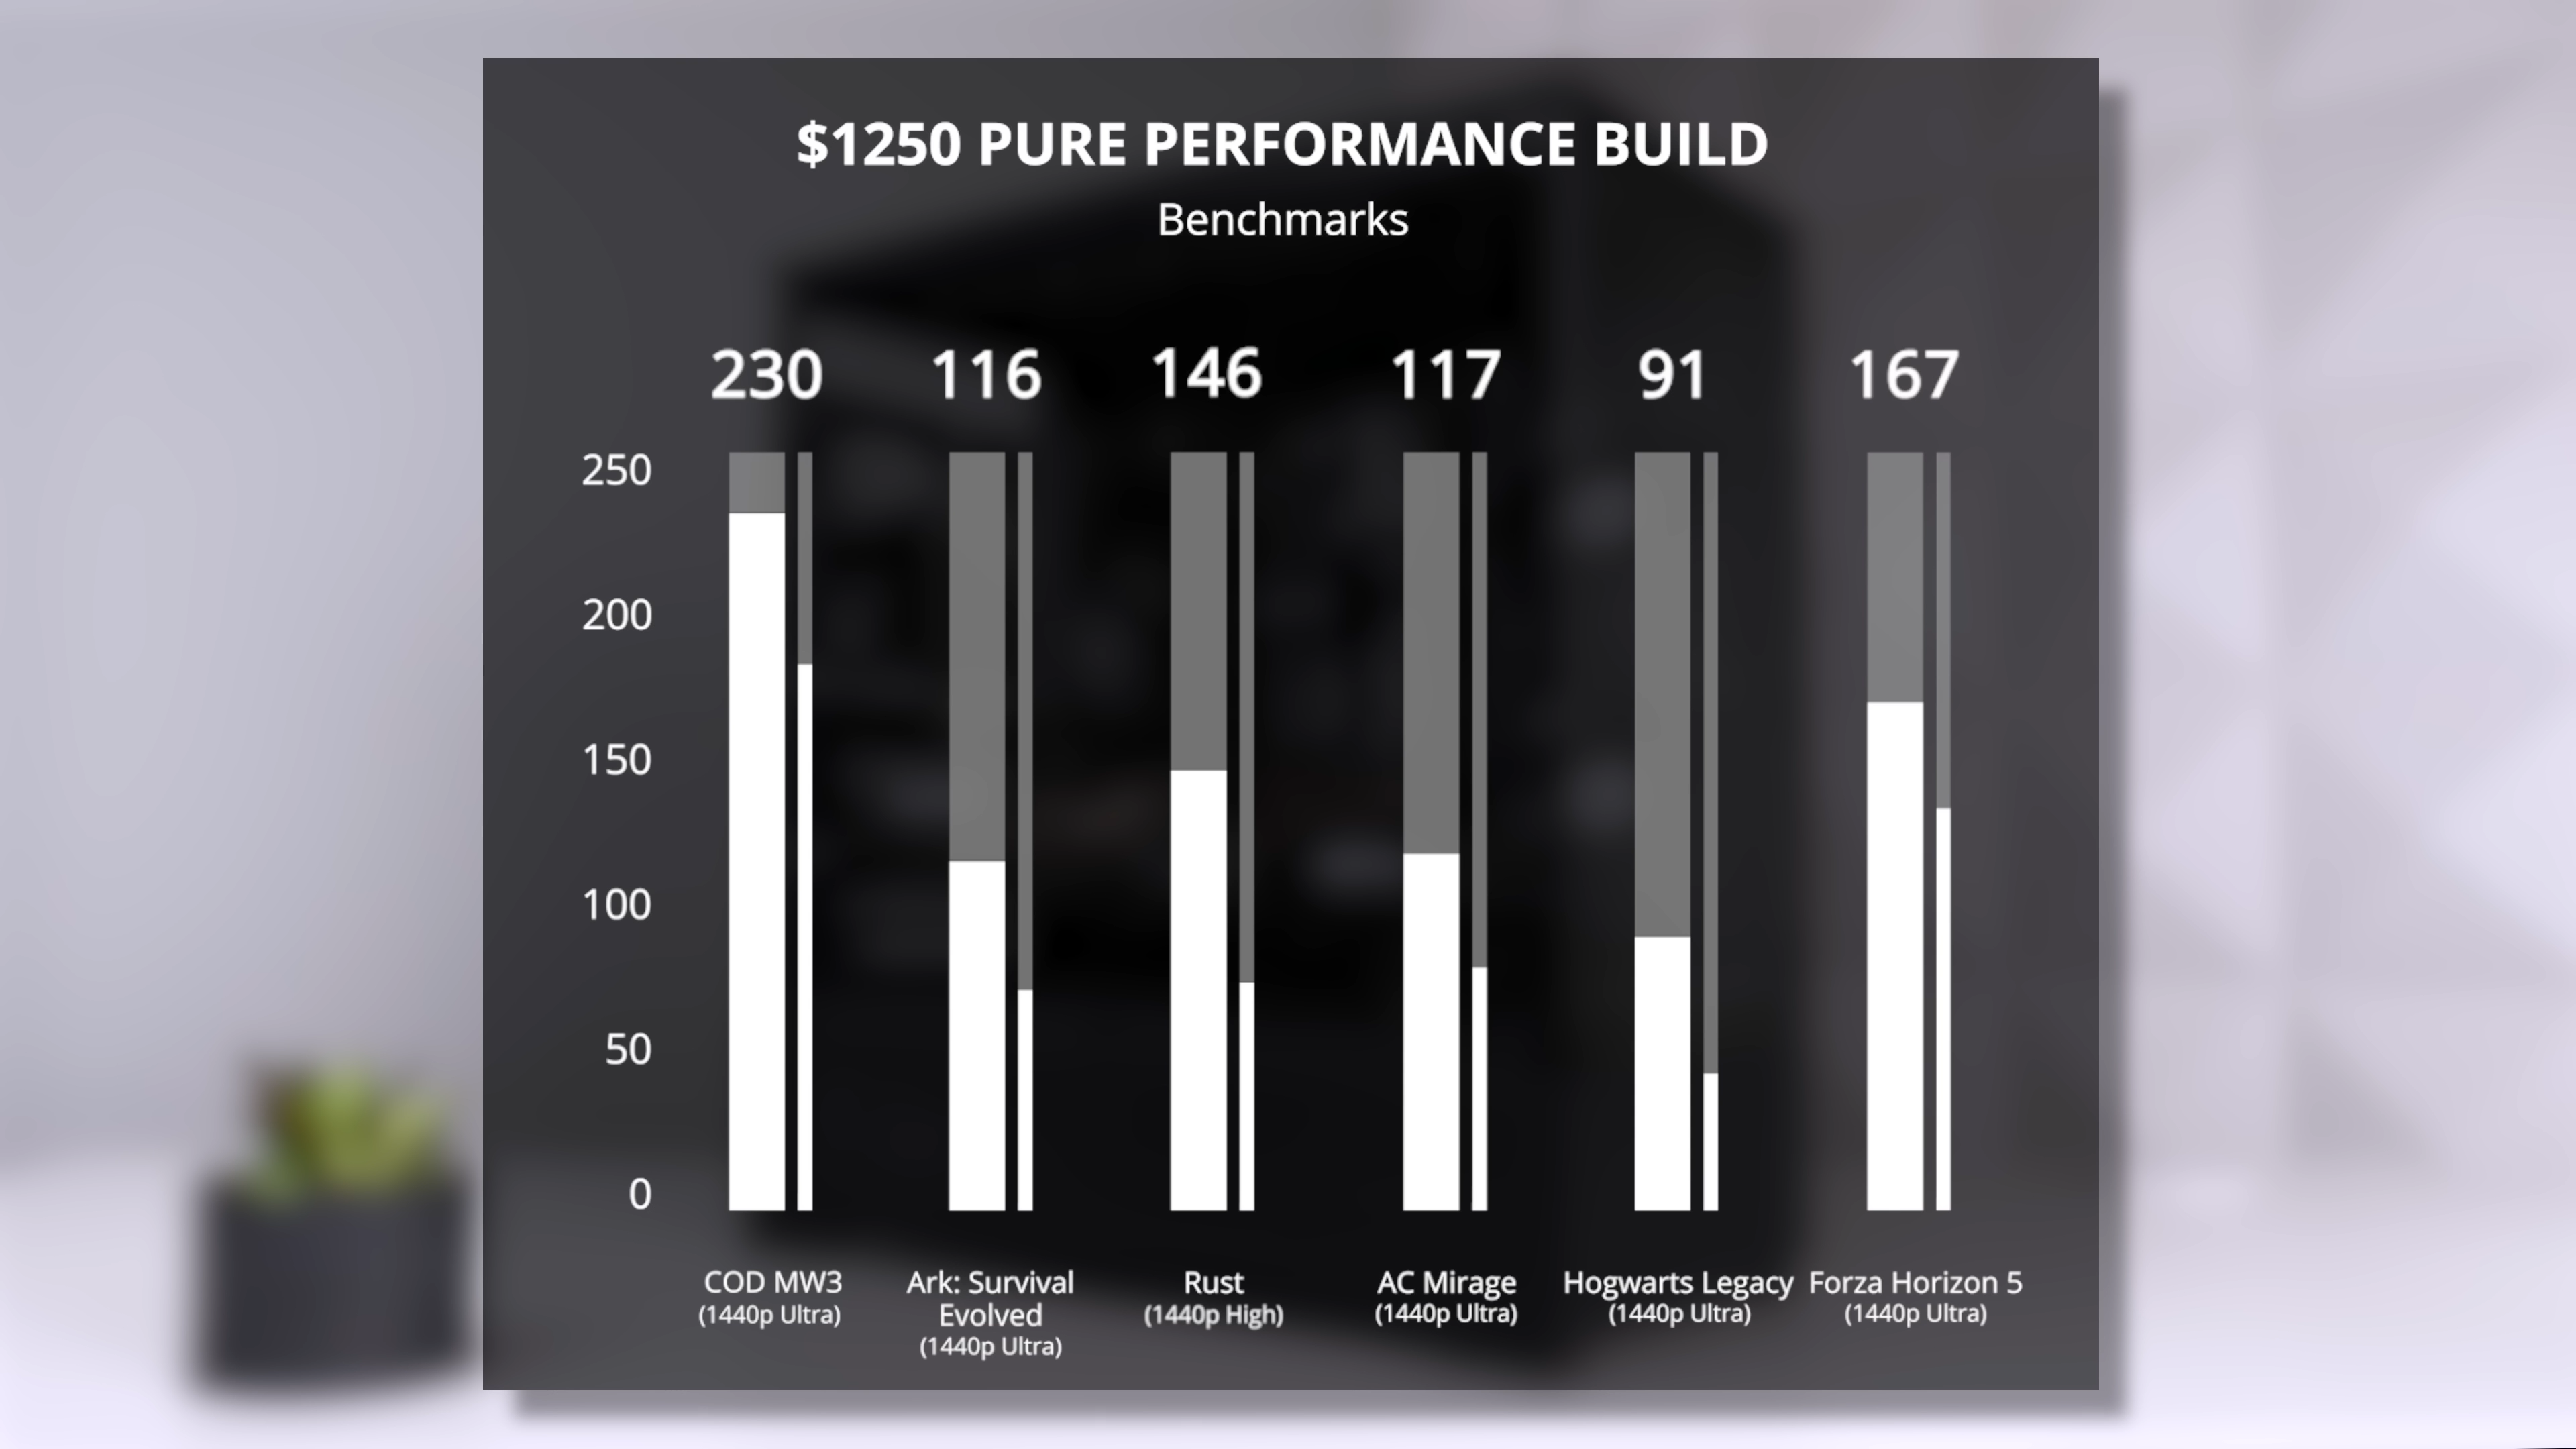 $1250 PURE PERFORMANCE BUILD
Benchmarks
230 116 146 117 91 167
250
200
150
100
50
0
COD MW3
(1440p Ultra)
Ark: Survival
Evolved
(1440p Ultra)
Rust
(1440p High)
AC Mirage
(1440p Ultra)
Hogwarts Legacy
(1440p Ultra)
Forza Horizon 5
(1440p Ultra)